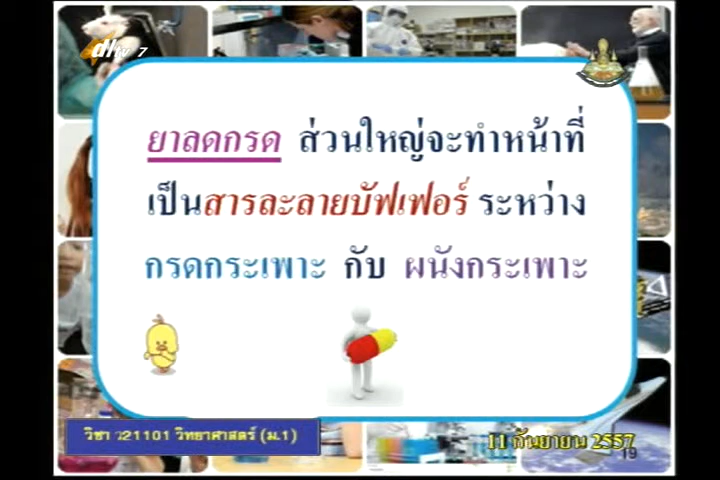 dltv 7
ยาลดกรด ส่วนใหญ่จะทำหน้าที่
เป็นสารละลายบัฟเฟอร์ ระหว่าง
กรดกระเพาะ กับ ผนังกระเพาะ
วิชา ว21101 วิทยาศาสตร์ (ม.1)
11 กันยายน 2557
19